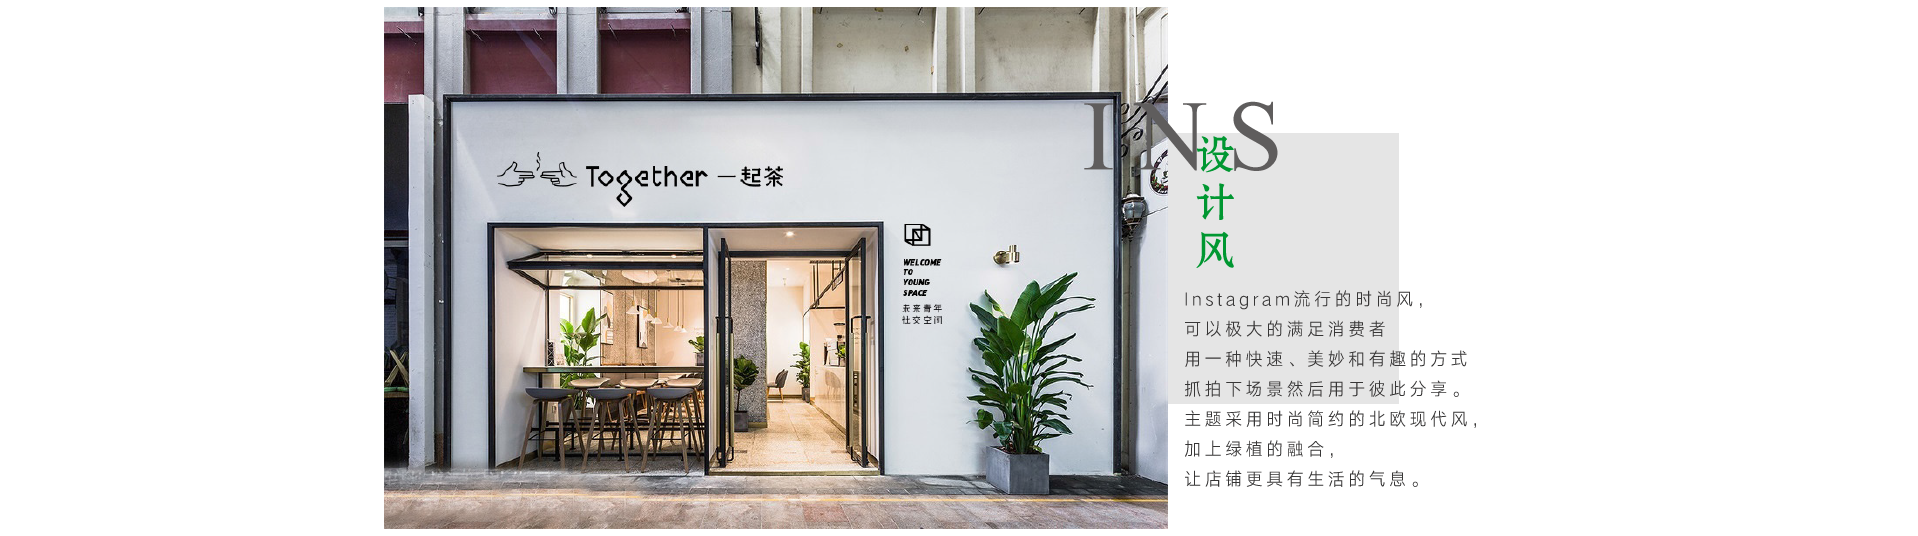 Together 一起茶
WELCOME
TO
YOUNG
SPACE
未来青年
社交空间
INS
设
计
风
Instagram流行的时尚风，
可以极大的满足消费者
用一种快速、美妙和有趣的方式
抓拍下场景然后用于彼此分享。
主题采用时尚简约的北欧现代风，
加上绿植的融合，
让店铺更具有生活的气息。